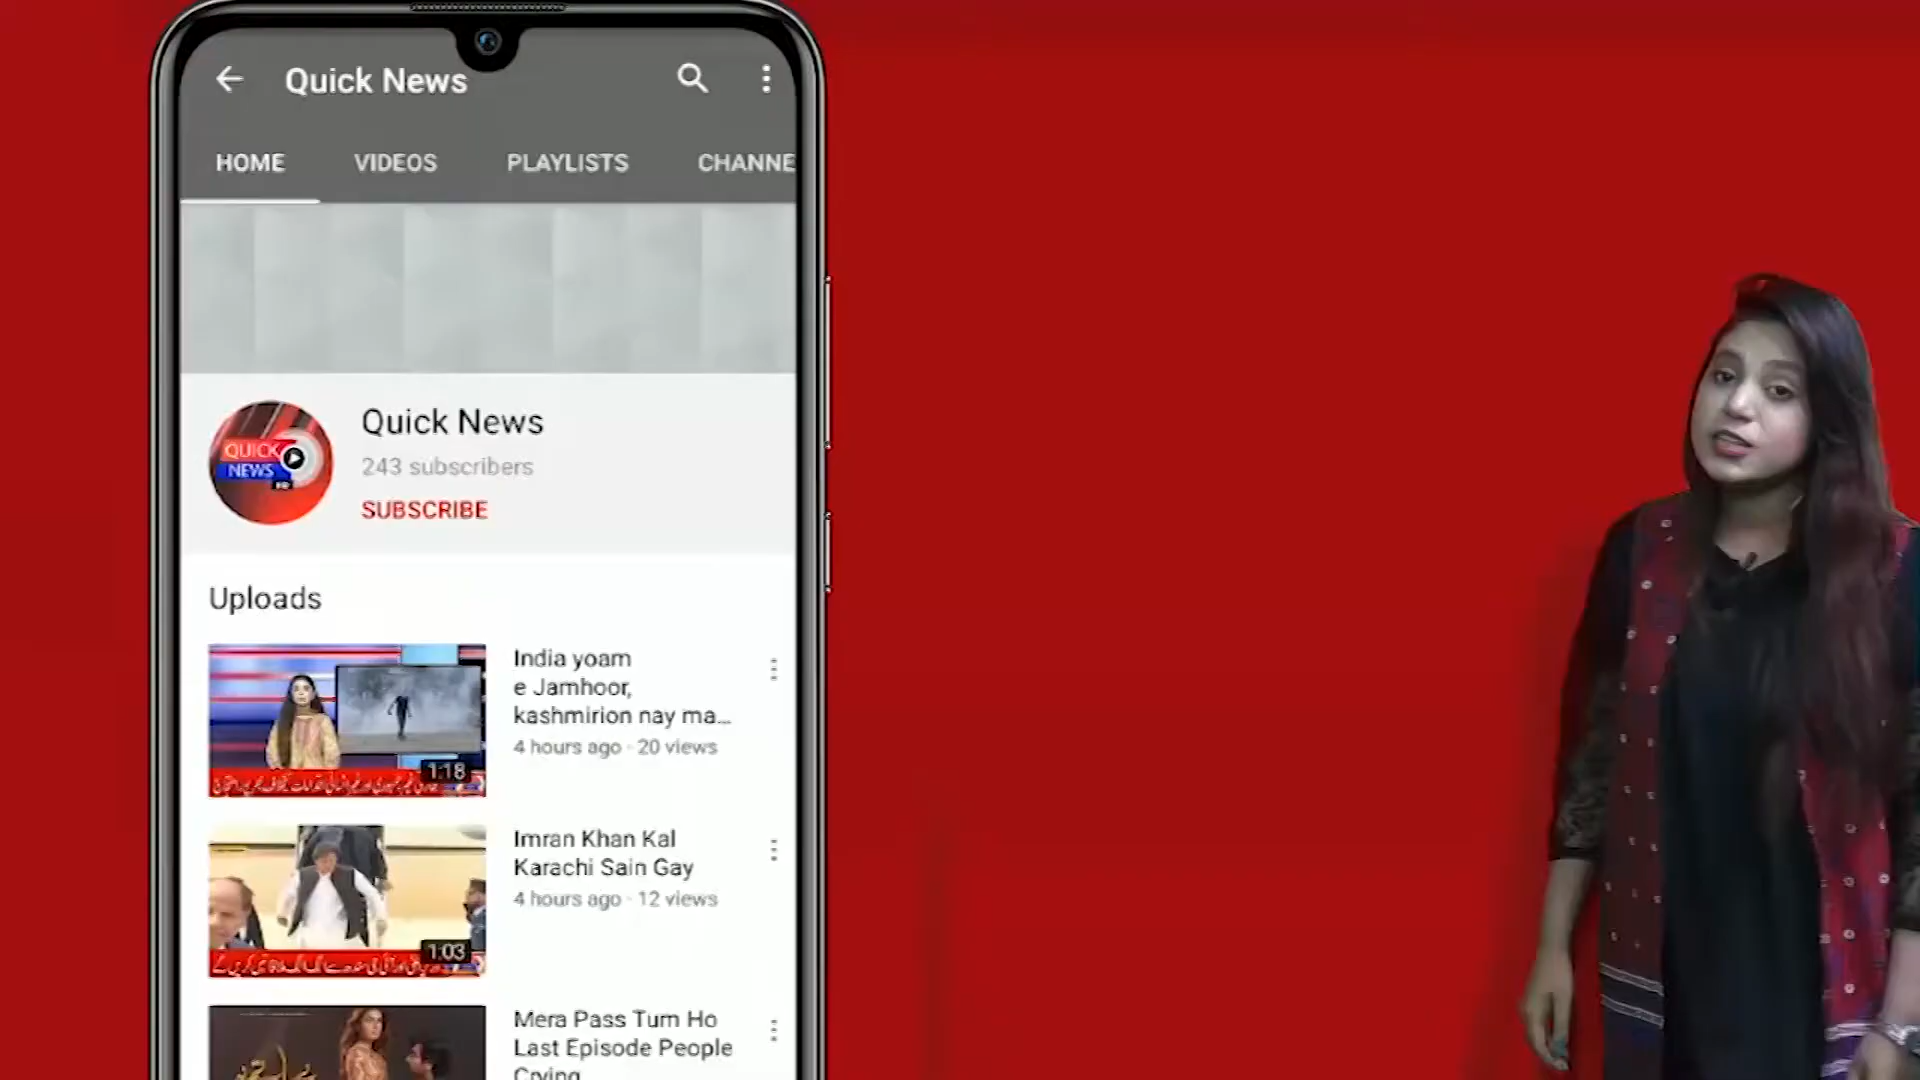 Quick News
HOME VIDEOS PLAYLISTS CHANNE
QUICK
NEWS
HD
Quick News
243 subscribers
SUBSCRIBE
Uploads
India yoam
e Jamhoor,
kashmirion nay ma...
4 hours ago · 20 views
1:18
Imran Khan Kal
Karachi Sain Gay
4 hours ago · 12 views
1:03
Mera Pass Tum Ho
Last Episode People
Crying